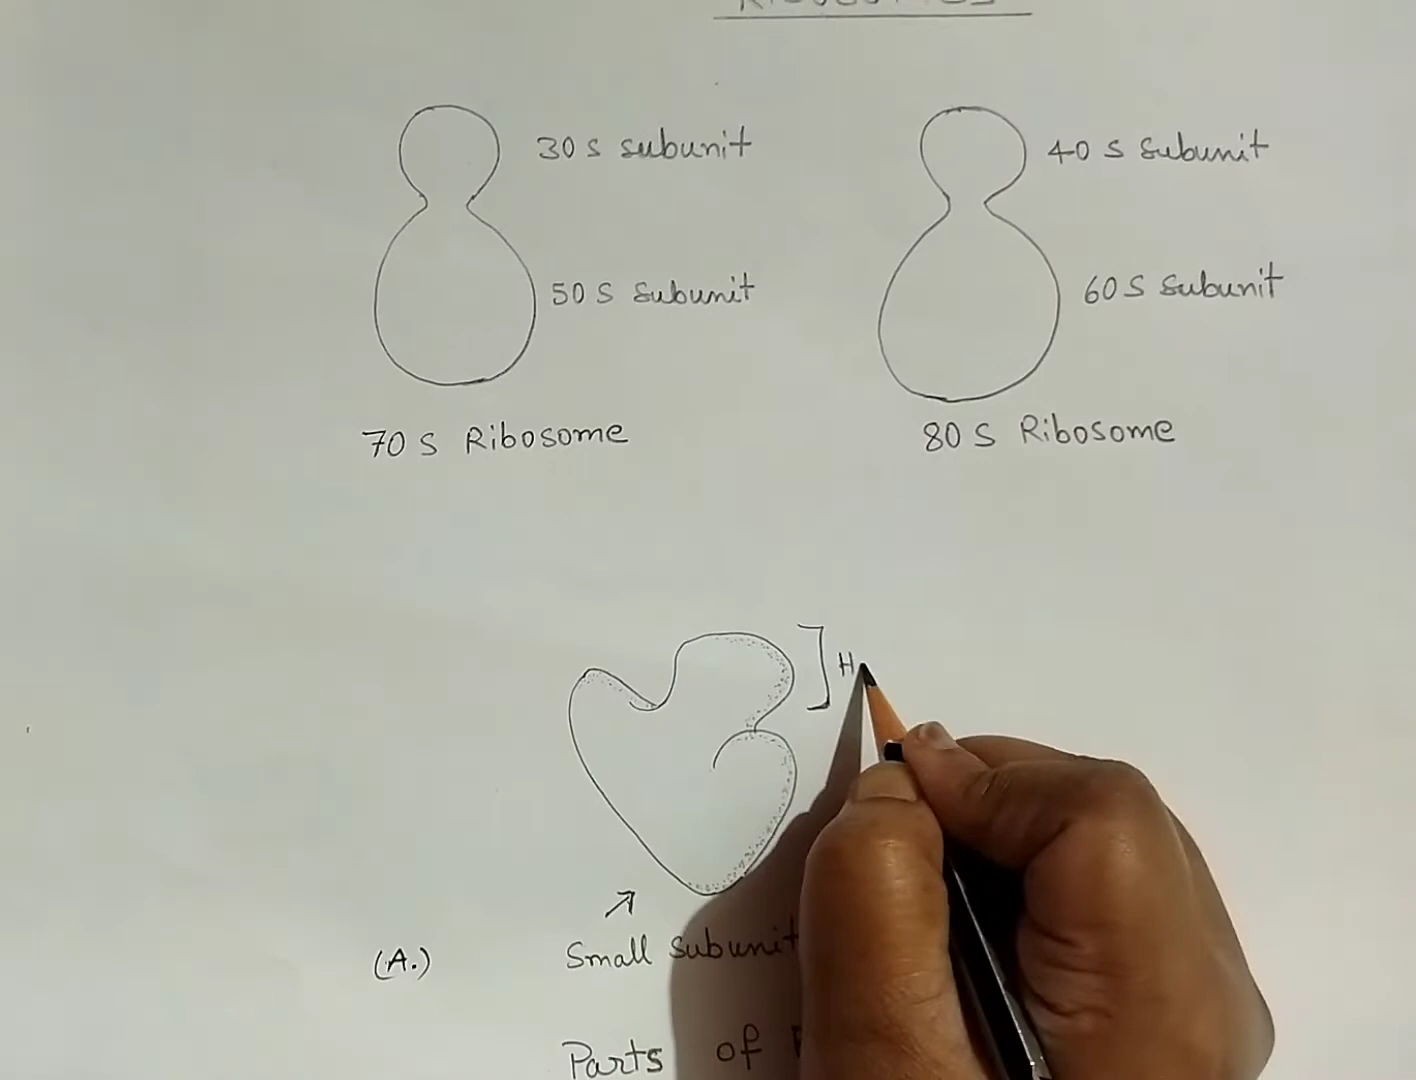 30 S Subunit
40 S Subunit
50 S Subunit
60 S Subunit
70 S Ribosome
80 S Ribosome
H
(A.)
Small Subunit
Parts of